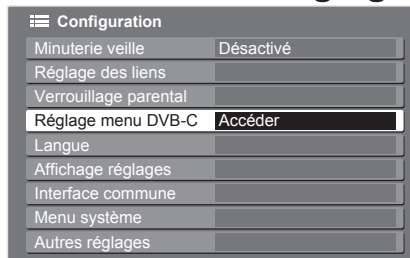 Configuration
Minuterie veille Désactivé
Réglage des liens
Verrouillage parental
Réglage menu DVB-C Accéder
Langue
Affichage réglages
Interface commune
Menu système
Autres réglages